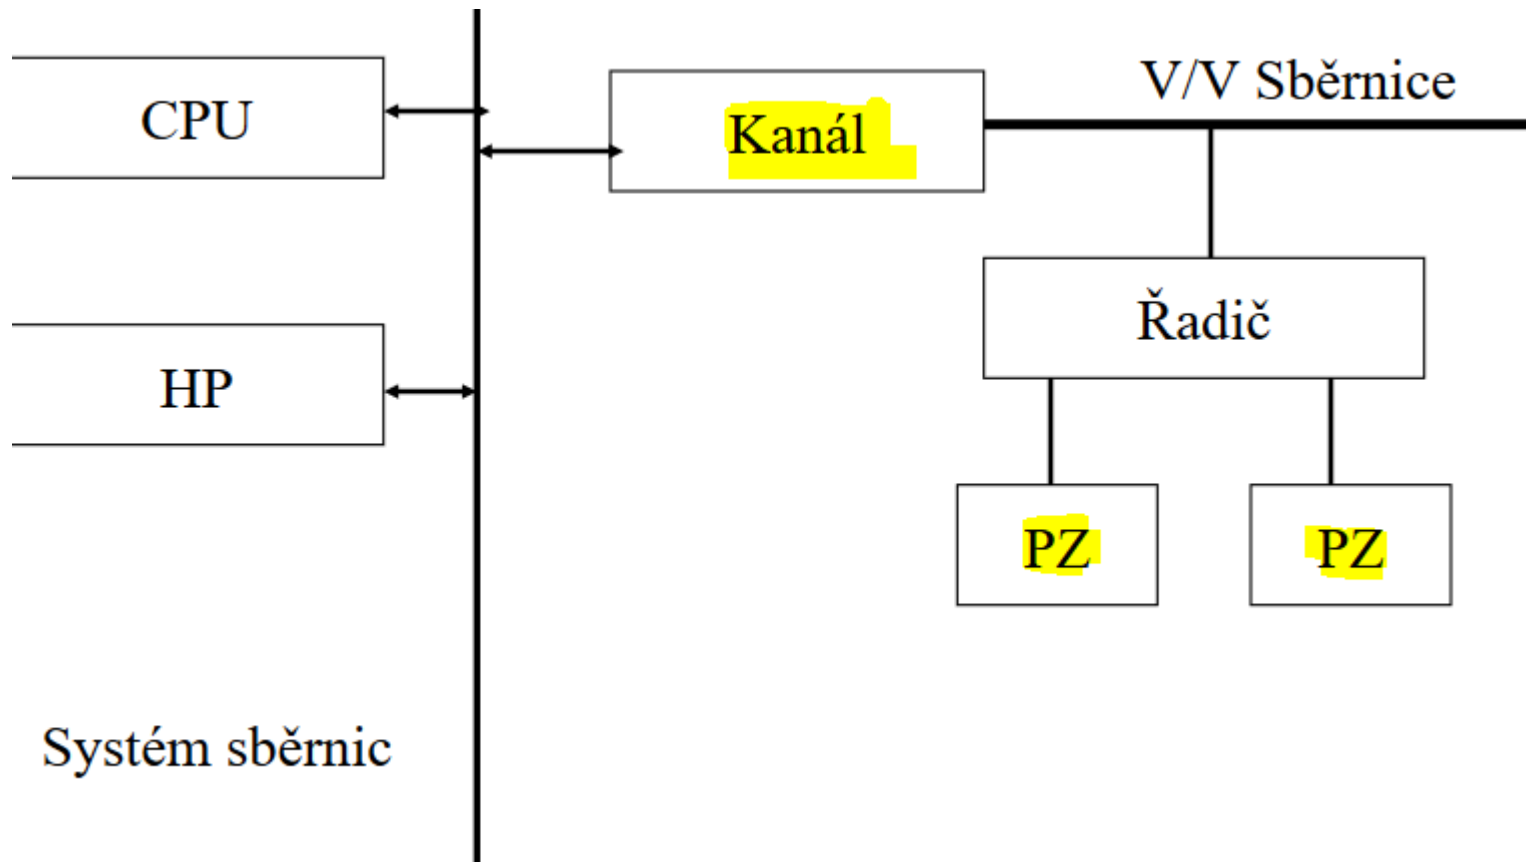 CPU
Kanál
V/V Sběrnice
HP
Řadič
PZ
PZ
Systém sběrnic